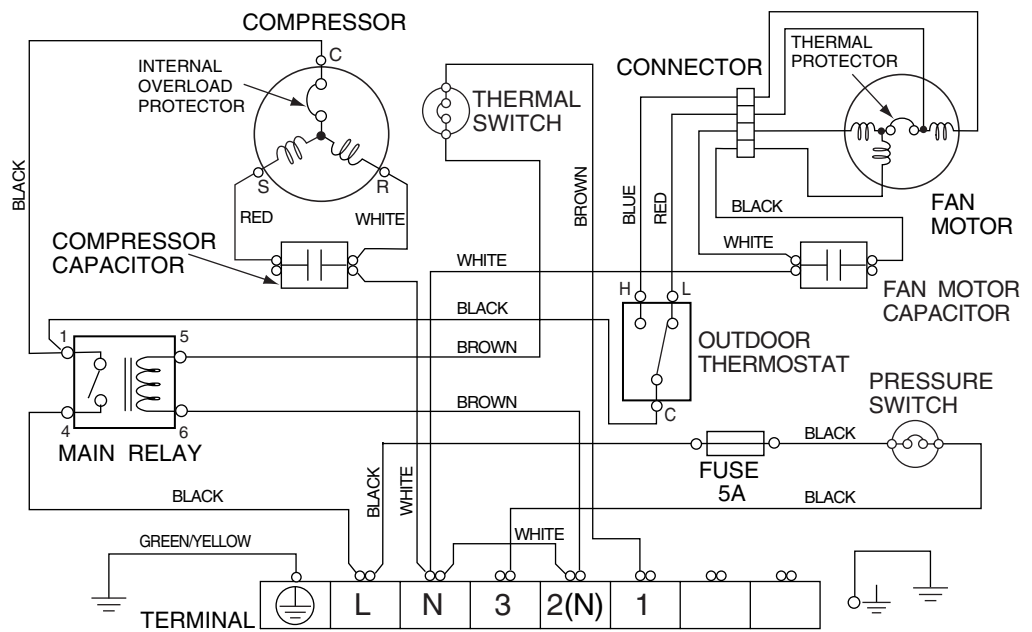 COMPRESSOR
C
INTERNAL
OVERLOAD
PROTECTOR
S
R
BLACK
RED
WHITE
COMPRESSOR
CAPACITOR
THERMAL
SWITCH
BROWN
CONNECTOR
THERMAL
PROTECTOR
FAN
MOTOR
BLUE
RED
BLACK
WHITE
FAN MOTOR
CAPACITOR
WHITE
BLACK
BROWN
BROWN
1
5
4
6
MAIN RELAY
H
L
C
OUTDOOR
THERMOSTAT
PRESSURE
SWITCH
BLACK
FUSE
5A
BLACK
BLACK
BLACK
WHITE
WHITE
GREEN/YELLOW
TERMINAL
L
N
3
2(N)
1